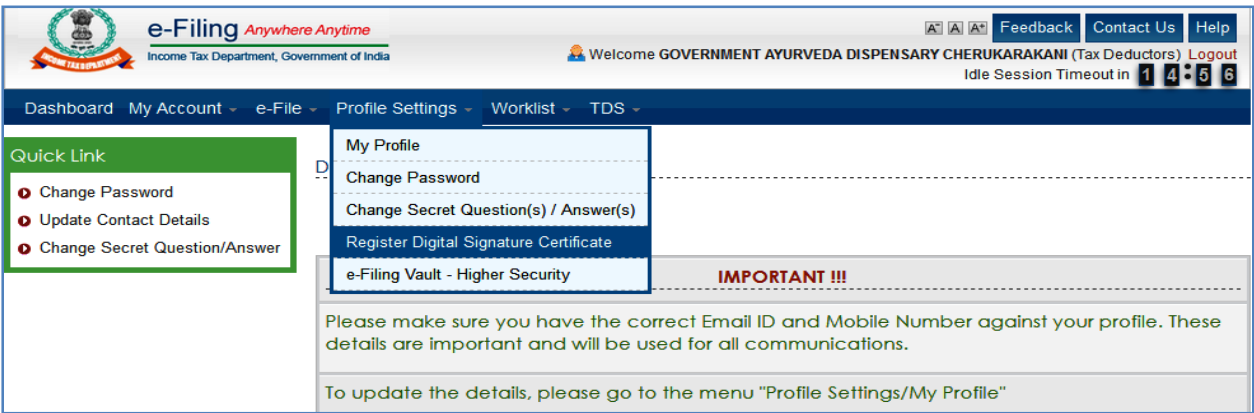 e-Filing Anywhere Anytime
Income Tax Department, Government of India
A- A A+ Feedback Contact Us Help
Welcome GOVERNMENT AYURVEDA DISPENSARY CHERUKARAKANI (Tax Deductors) Logout
Idle Session Timeout in 1 4 : 5 6
Dashboard My Account e-File Profile Settings Worklist TDS
Quick Link
Change Password
Update Contact Details
Change Secret Question/Answer
D
My Profile
Change Password
Change Secret Question(s) / Answer(s)
Register Digital Signature Certificate
e-Filing Vault - Higher Security
IMPORTANT !!!
Please make sure you have the correct Email ID and Mobile Number against your profile. These
details are important and will be used for all communications.
To update the details, please go to the menu "Profile Settings/My Profile"